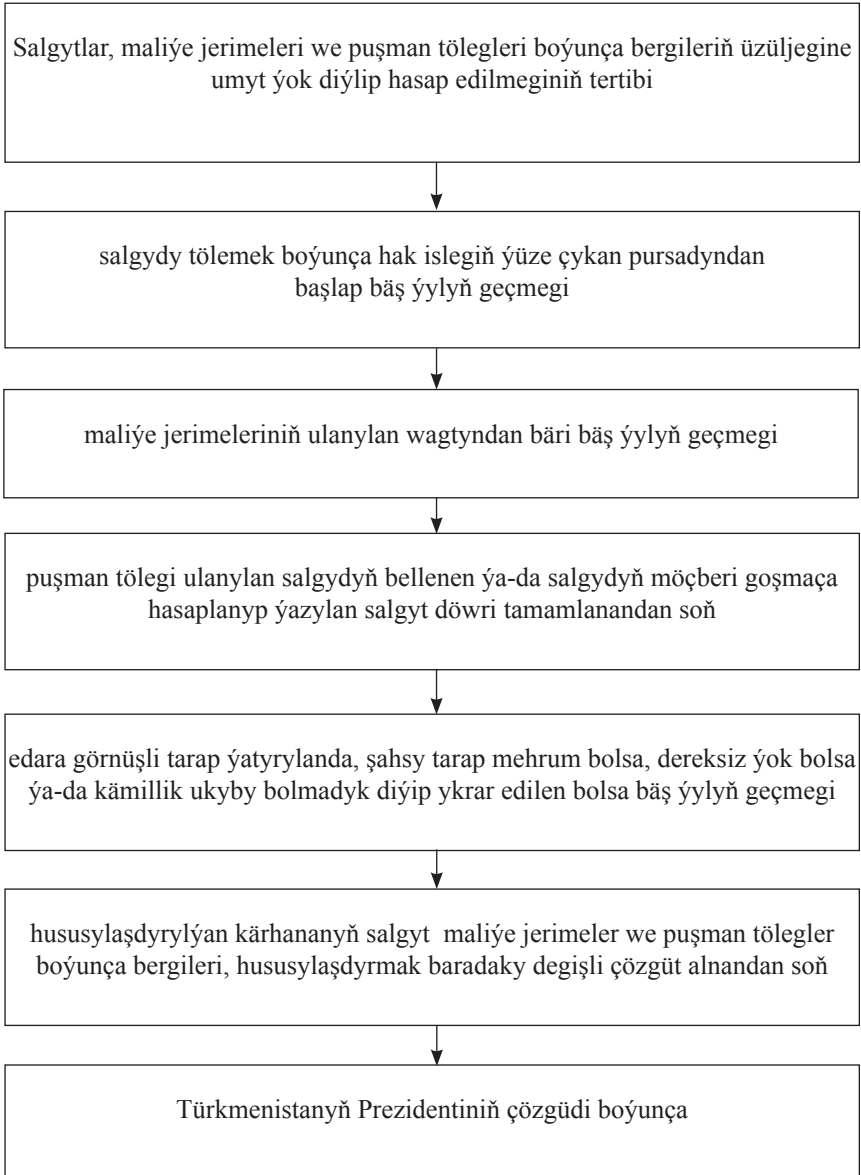 Salgytlar, maliýe jerimeleri we puşman tölegleri boýunça bergileriň üzüljegine
umyt ýok diýlip hasap edilmeginiň tertibi
salgydy tölemek boýunça hak islegiň ýüze çykan pursadyndan
başlap bäş ýylyň geçmegi
maliýe jerimeleriniň ulanylan wagtyndan bäri bäş ýylyň geçmegi
puşman tölegi ulanylan salgydyň bellenen ýa-da salgydyň möçberi goşmaça
hasaplanyp ýazylan salgyt döwri tamamlanandan soň
edara görnüşli tarap ýatyrylanda, şahsy tarap mehrum bolsa, dereksiz ýok bolsa
ýa-da kämillik ukyby bolmadyk diýip ykrar edilen bolsa bäş ýylyň geçmegi
hususylaşdyrylýan kärhananyň salgyt maliýe jerimeler we puşman tölegler
boýunça bergileri, hususylaşdyrmak baradaky degişli çözgüt alnandan soň
Türkmenistanyň Prezidentiniň çözgüdi boýunça